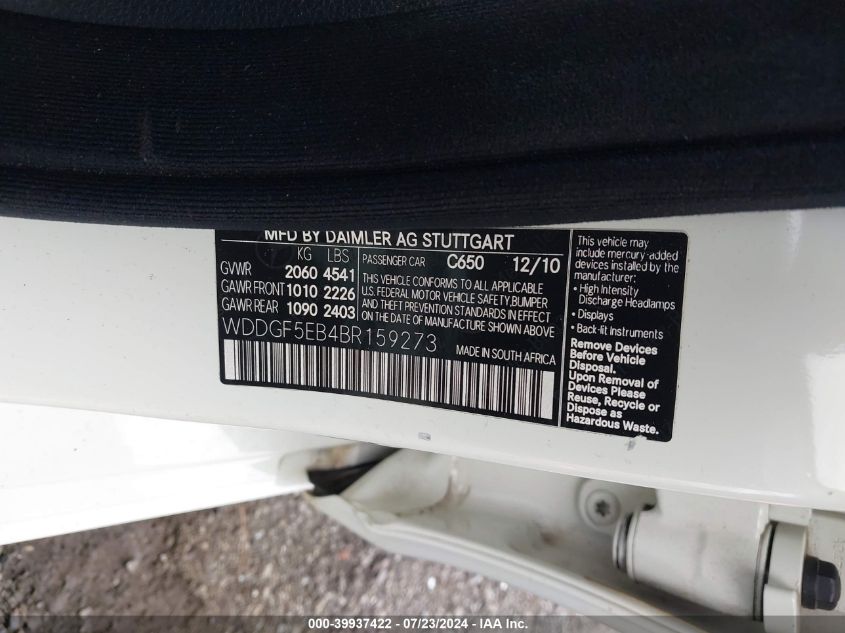 MFD BY DAIMLER AG STUTTGART
KG LBS
GVWR 2060 4541
GAWR FRONT 1010 2226
GAWR REAR 1090 2403
PASSENGER CAR C650 12/10
THIS VEHICLE CONFORMS TO ALL APPLICABLE
U.S. FEDERAL MOTOR VEHICLE SAFETY, BUMPER
AND THEFT PREVENTION STANDARDS IN EFFECT
ON THE DATE OF MANUFACTURE SHOWN ABOVE
WDDGF5EB4BR159273
MADE IN SOUTH AFRICA
This vehicle may
include mercury-added
devices installed by the
manufacturer:
• High Intensity
Discharge Headlamps
• Displays
• Back-lit Instruments
Remove Devices
Before Vehicle
Disposal.
Upon Removal of
Devices Please
Reuse, Recycle or
Dispose as
Hazardous Waste.
000-39937422 - 07/23/2024 - IAA Inc.